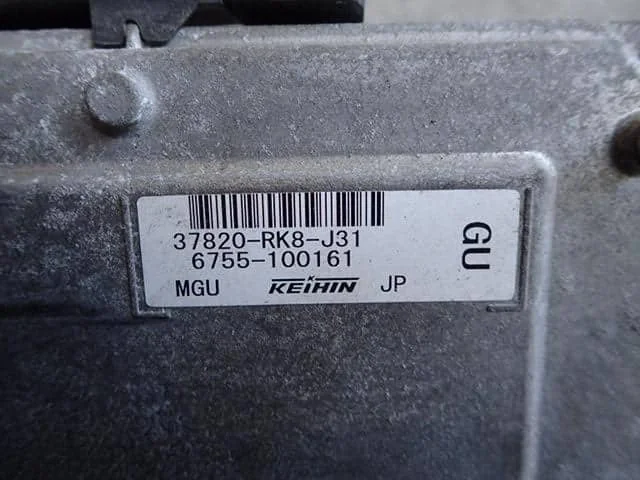 37820-RK8-J31
6755-100161
MGU KEIHIN JP
GU